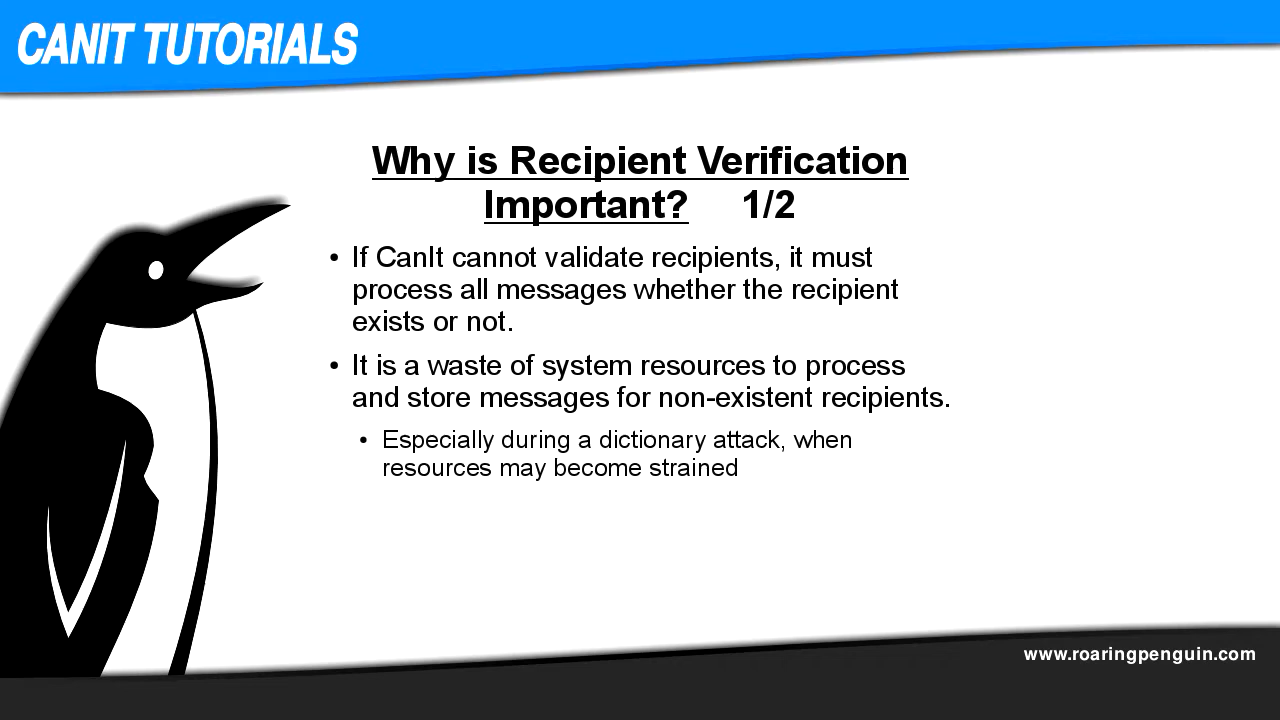 CANIT TUTORIALS
Why is Recipient Verification
Important? 1/2
• If CanIt cannot validate recipients, it must
process all messages whether the recipient
exists or not.
• It is a waste of system resources to process
and store messages for non-existent recipients.
• Especially during a dictionary attack, when
resources may become strained
www.roaringpenguin.com